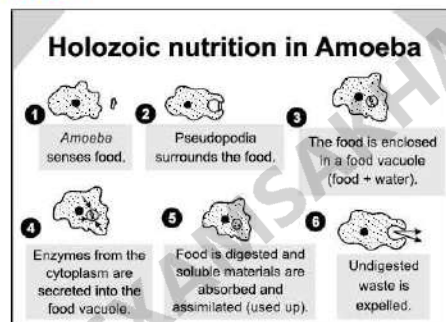 Holozoic nutrition in Amoeba
1
Amoeba
senses food.
2
Pseudopodia
surrounds the food.
3
The food is enclosed
in a food vacuole
(food + water).
4
Enzymes from the
cytoplasm are
secreted into the
food vacuole.
5
Food is digested and
soluble materials are
absorbed and
assimilated (used up).
6
Undigested
waste is
expelled.
EXAMSAKHA